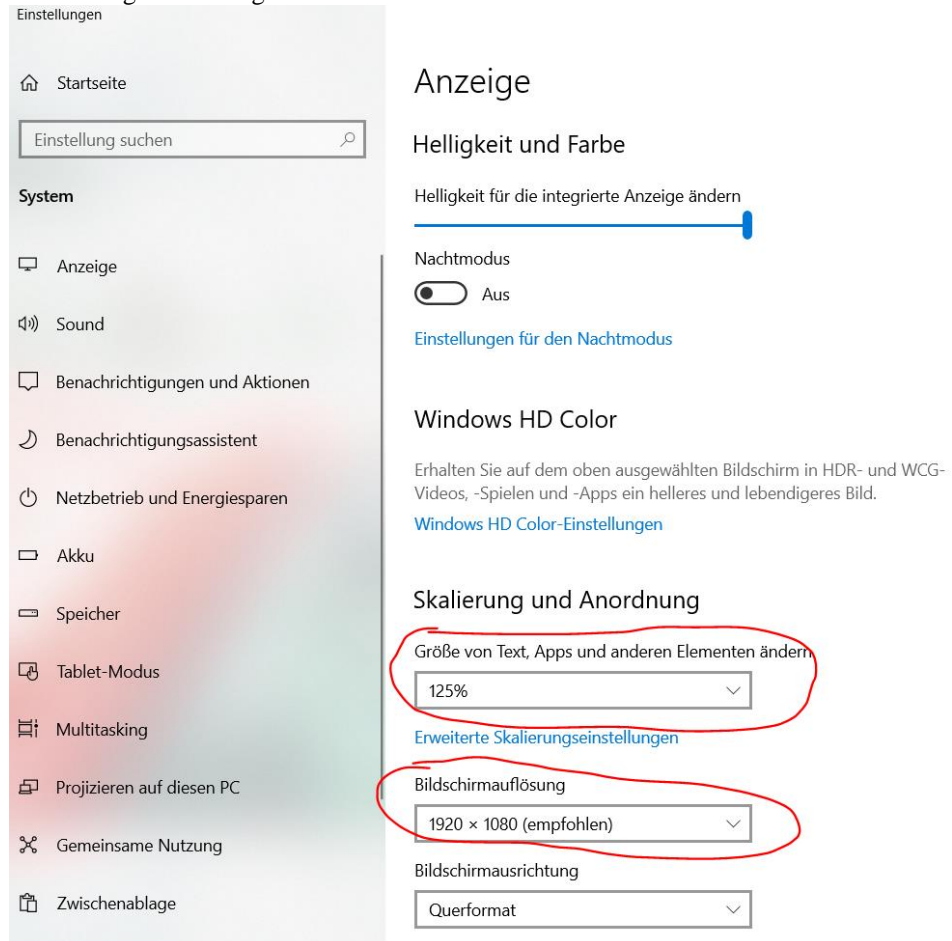 Einstellungen
Startseite
Einstellung suchen
System
Anzeige
Sound
Benachrichtigungen und Aktionen
Benachrichtigungsassistent
Netzbetrieb und Energiesparen
Akku
Speicher
Tablet-Modus
Multitasking
Projizieren auf diesen PC
Gemeinsame Nutzung
Zwischenablage
Anzeige
Helligkeit und Farbe
Helligkeit für die integrierte Anzeige ändern
Nachtmodus
Aus
Einstellungen für den Nachtmodus
Windows HD Color
Erhalten Sie auf dem oben ausgewählten Bildschirm in HDR- und WCG-
Videos, -Spielen und -Apps ein helleres und lebendigeres Bild.
Windows HD Color-Einstellungen
Skalierung und Anordnung
Größe von Text, Apps und anderen Elementen ändern
125%
Erweiterte Skalierungseinstellungen
Bildschirmauflösung
1920 × 1080 (empfohlen)
Bildschirmausrichtung
Querformat